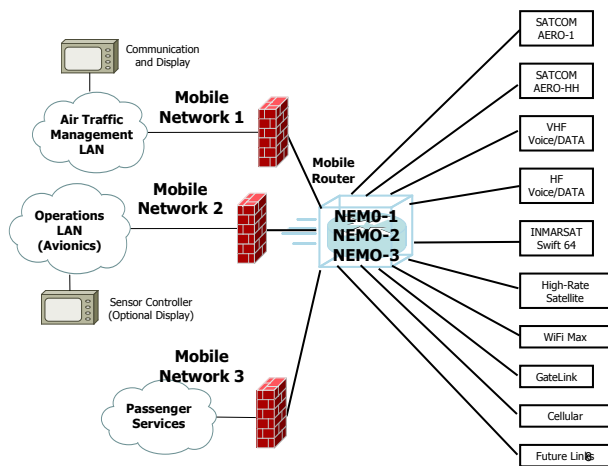 Communication
and Display
Air Traffic
Management
LAN
Mobile
Network 1
Operations
LAN
(Avionics)
Mobile
Network 2
Sensor Controller
(Optional Display)
Mobile
Network 3
Passenger
Services
Mobile
Router
NEM0-1
NEMO-2
NEMO-3
SATCOM
AERO-1
SATCOM
AERO-HH
VHF
Voice/DATA
HF
Voice/DATA
INMARSAT
Swift 64
High-Rate
Satellite
WiFi Max
GateLink
Cellular
Future Links